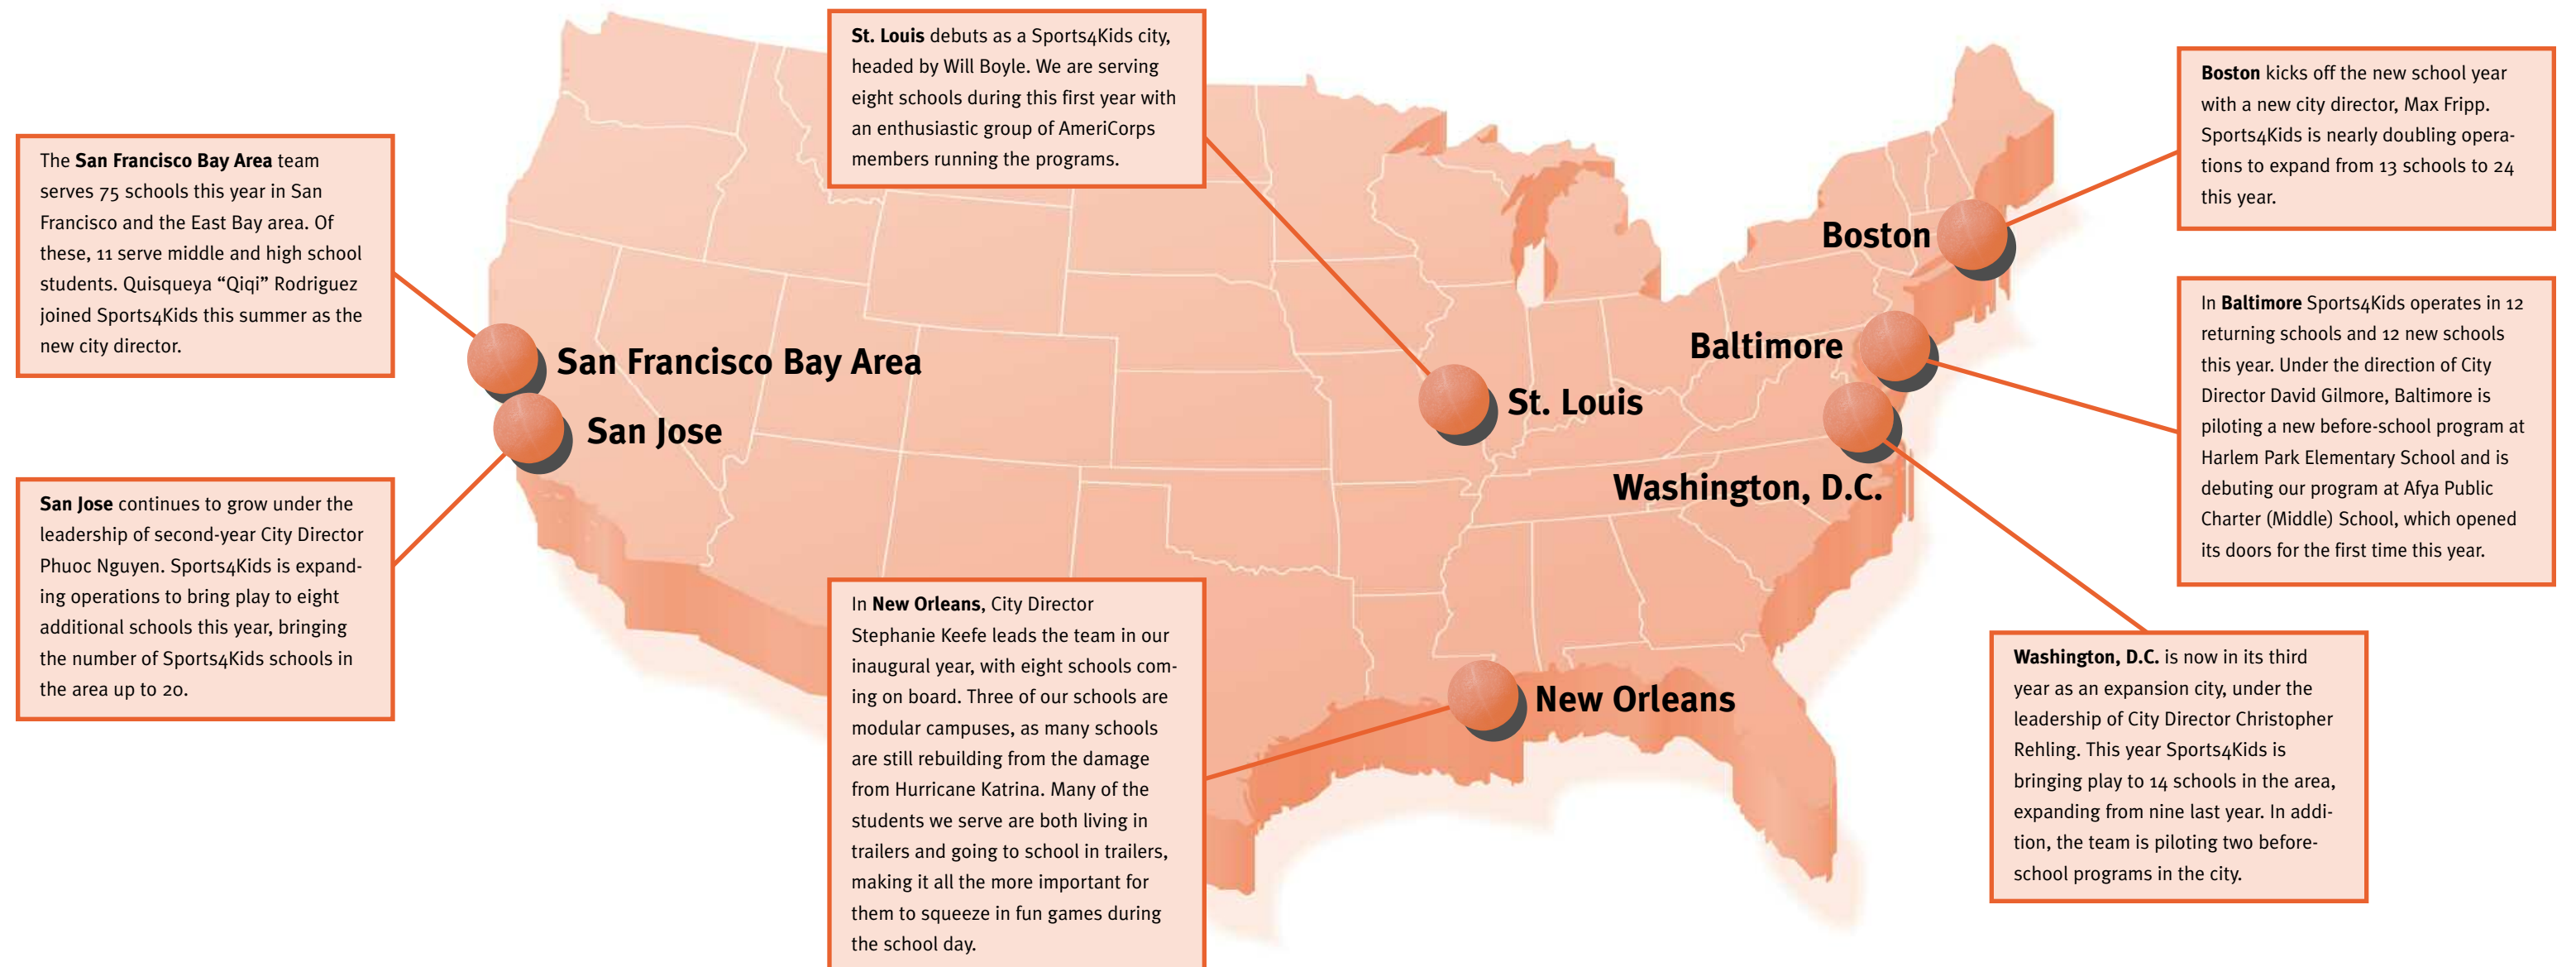 The San Francisco Bay Area team
serves 75 schools this year in San
Francisco and the East Bay area. Of
these, 11 serve middle and high school
students. Quisqueya “Qiqi” Rodriguez
joined Sports4Kids this summer as the
new city director.
San Jose continues to grow under the
leadership of second-year City Director
Phuoc Nguyen. Sports4Kids is expand-
ing operations to bring play to eight
additional schools this year, bringing
the number of Sports4Kids schools in
the area up to 20.
St. Louis debuts as a Sports4Kids city,
headed by Will Boyle. We are serving
eight schools during this first year with
an enthusiastic group of AmeriCorps
members running the programs.
In New Orleans, City Director
Stephanie Keefe leads the team in our
inaugural year, with eight schools com-
ing on board. Three of our schools are
modular campuses, as many schools
are still rebuilding from the damage
from Hurricane Katrina. Many of the
students we serve are both living in
trailers and going to school in trailers,
making it all the more important for
them to squeeze in fun games during
the school day.
San Francisco Bay Area
San Jose
St. Louis
New Orleans
Boston
Baltimore
Washington, D.C.
Boston kicks off the new school year
with a new city director, Max Fripp.
Sports4Kids is nearly doubling opera-
tions to expand from 13 schools to 24
this year.
In Baltimore Sports4Kids operates in 12
returning schools and 12 new schools
this year. Under the direction of City
Director David Gilmore, Baltimore is
piloting a new before-school program at
Harlem Park Elementary School and is
debuting our program at Afya Public
Charter (Middle) School, which opened
its doors for the first time this year.
Washington, D.C. is now in its third
year as an expansion city, under the
leadership of City Director Christopher
Rehling. This year Sports4Kids is
bringing play to 14 schools in the area,
expanding from nine last year. In addi-
tion, the team is piloting two before-
school programs in the city.